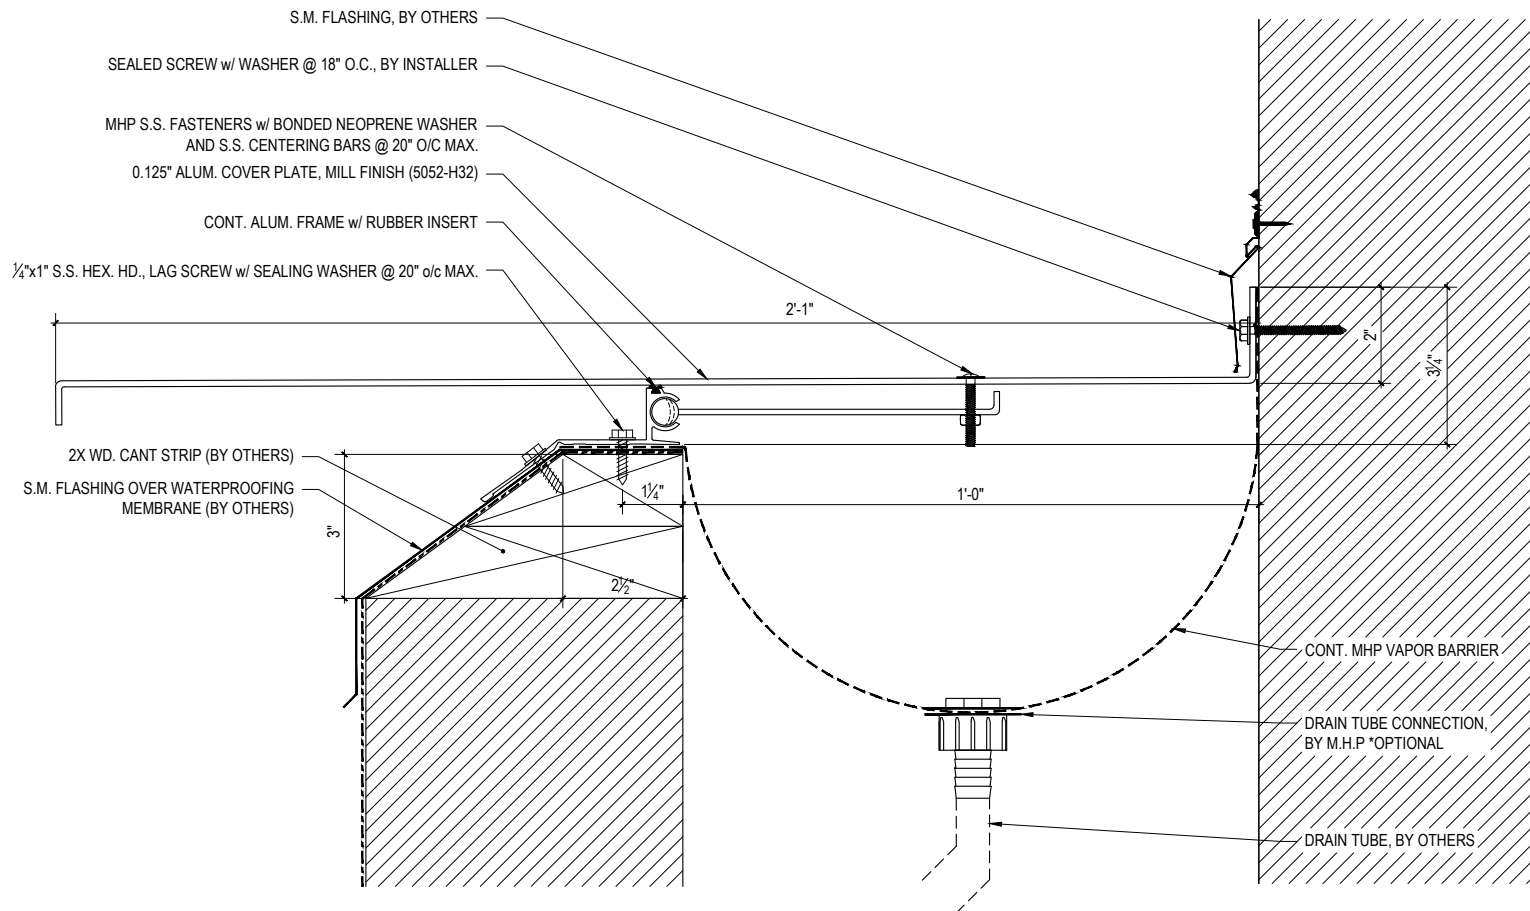 S.M. FLASHING, BY OTHERS
SEALED SCREW w/ WASHER @ 18" O.C., BY INSTALLER
MHP S.S. FASTENERS w/ BONDED NEOPRENE WASHER
AND S.S. CENTERING BARS @ 20" O/C MAX.
0.125" ALUM. COVER PLATE, MILL FINISH (5052-H32)
CONT. ALUM. FRAME w/ RUBBER INSERT
¼"x1" S.S. HEX. HD., LAG SCREW w/ SEALING WASHER @ 20" o/c MAX.
2'-1"
2"
3¼"
2X WD. CANT STRIP (BY OTHERS)
S.M. FLASHING OVER WATERPROOFING
MEMBRANE (BY OTHERS)
1¼"
1'-0"
3"
2½"
CONT. MHP VAPOR BARRIER
DRAIN TUBE CONNECTION,
BY M.H.P *OPTIONAL
DRAIN TUBE, BY OTHERS